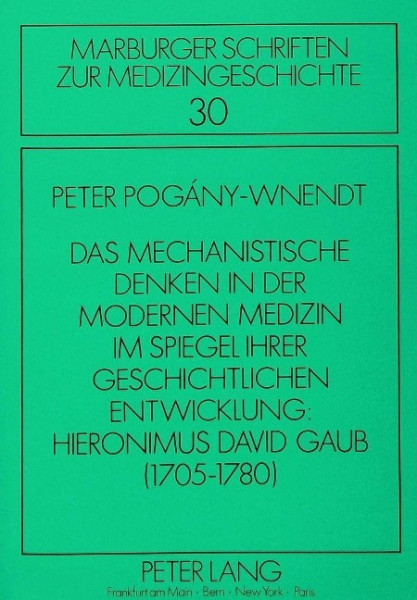 MARBURGER SCHRIFTEN
ZUR MEDIZINGESCHICHTE
30
PETER POGÁNY-WNENDT
DAS MECHANISTISCHE
DENKEN IN DER
MODERNEN MEDIZIN
IM SPIEGEL IHRER
GESCHICHTLICHEN
ENTWICKLUNG:
HIERONIMUS DAVID GAUB
(1705-1780)
PETER LANG
Frankfurt am Main · Bern · New York · Paris